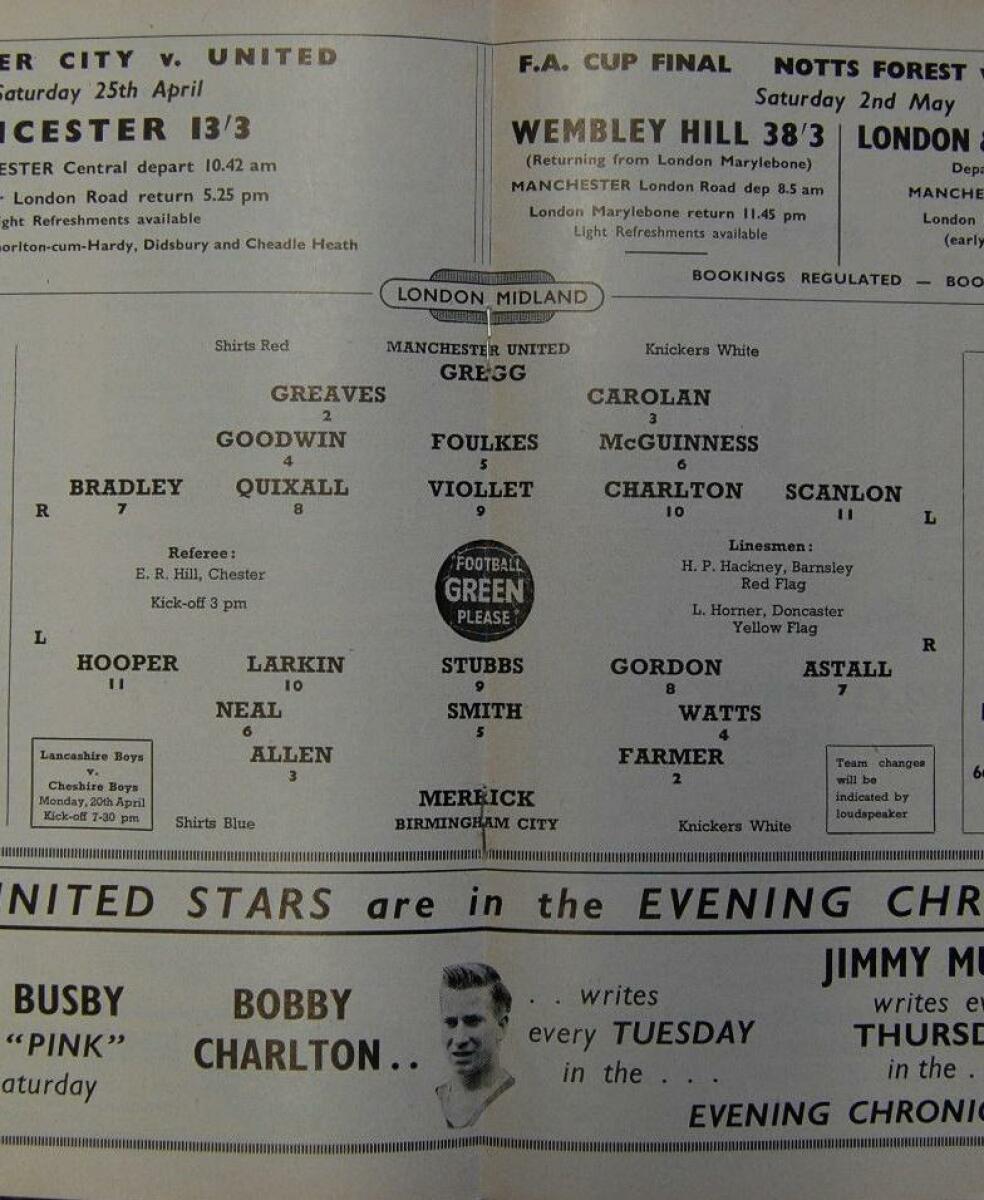 ER CITY v. UNITED
Saturday 25th April
ICESTER 13'3
ESTER Central depart 10.42 am
London Road return 5.25 pm
ight Refreshments available
horlton-cum-Hardy, Didsbury and Cheadle Heath
F.A. CUP FINAL NOTTS FOREST v
Saturday 2nd May
WEMBLEY HILL 38'3
(Returning from London Marylebone)
MANCHESTER London Road dep 8.5 am
London Marylebone return 11.45 pm
Light Refreshments available
LONDON
Depa
MANCHE
London
(early
BOOKINGS REGULATED — BOO
LONDON MIDLAND
Shirts Red MANCHESTER UNITED Knickers White
GREGG
GREAVES CAROLAN
2 3
GOODWIN FOULKES McGUINNESS
4 5 6
BRADLEY QUIXALL VIOLLET CHARLTON SCANLON
R 7 8 9 10 11 L
Referee:
E. R. Hill, Chester
Kick-off 3 pm
FOOTBALL
GREEN
PLEASE
Linesmen:
H. P. Hackney, Barnsley
Red Flag
L. Horner, Doncaster
Yellow Flag
L R
HOOPER LARKIN STUBBS GORDON ASTALL
11 10 9 8 7
NEAL SMITH WATTS
6 5 4
ALLEN FARMER
3 2
MERRICK
Shirts Blue BIRMINGHAM CITY Knickers White
Lancashire Boys
v.
Cheshire Boys
Monday, 20th April
Kick-off 7-30 pm
Team changes
will be
indicated by
loudspeaker
6
UNITED STARS are in the EVENING CHR
BUSBY
"PINK"
aturday
BOBBY
CHARLTON . .
. . writes
every TUESDAY
in the . . .
JIMMY MU
writes ev
THURSD
in the .
EVENING CHRONIC